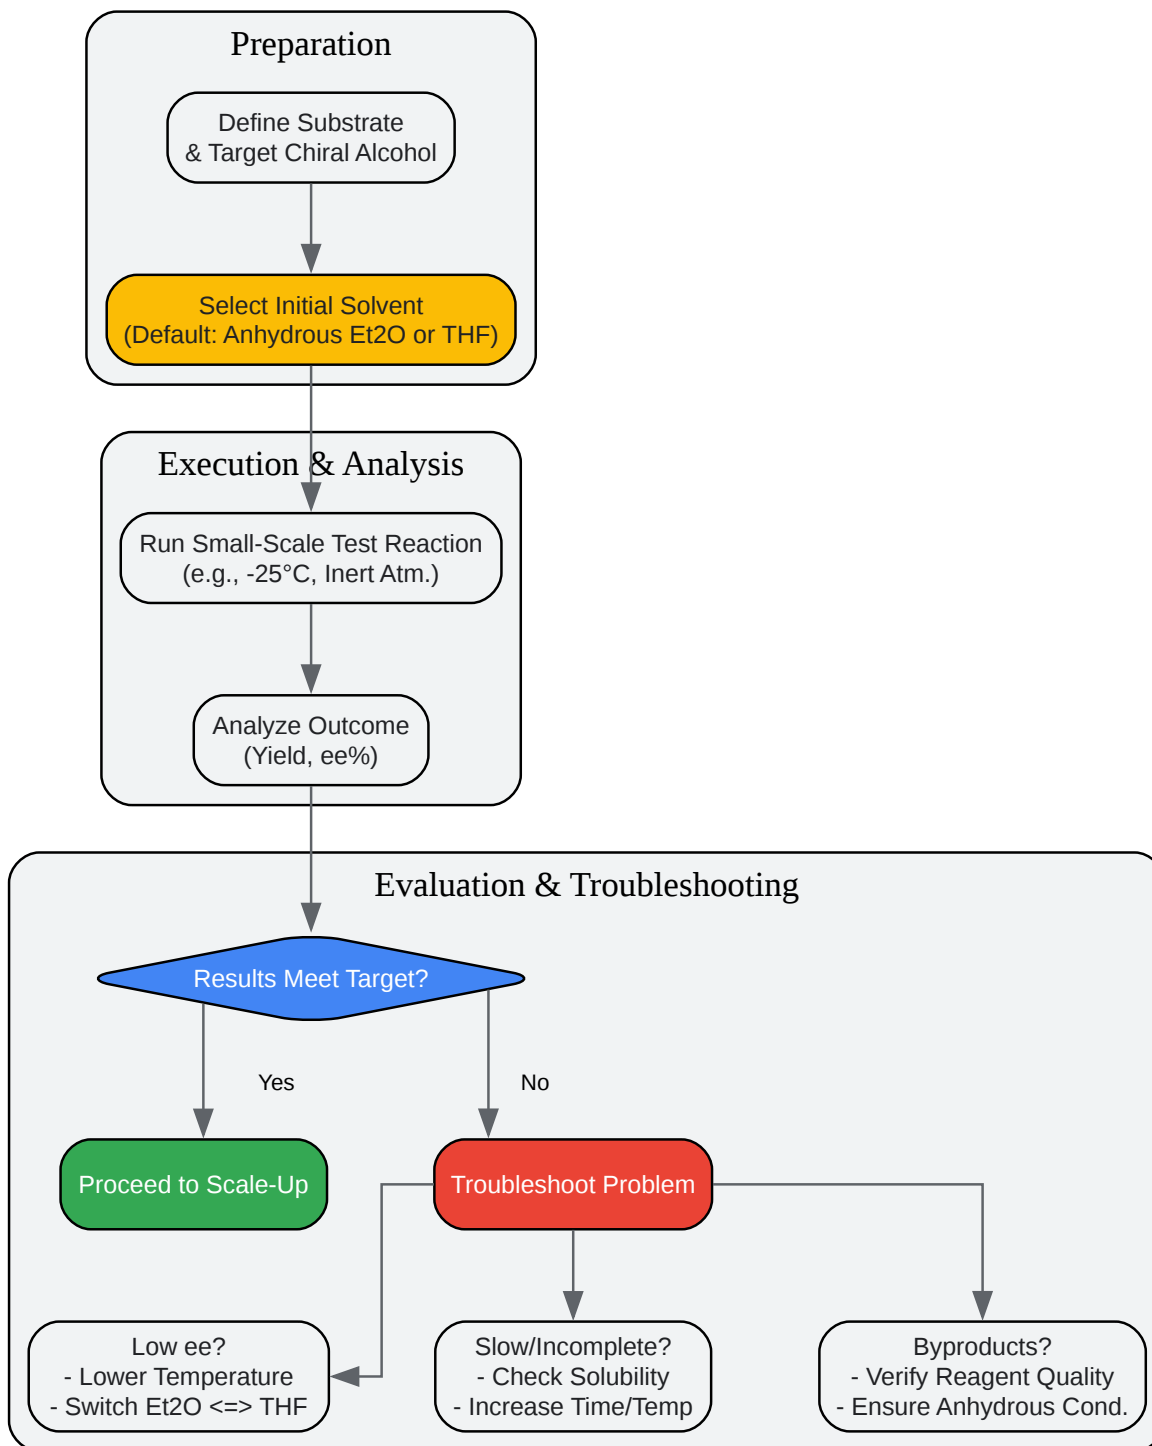 Preparation
Define Substrate
& Target Chiral Alcohol
Select Initial Solvent
(Default: Anhydrous Et2O or THF)
Execution & Analysis
Run Small-Scale Test Reaction
(e.g., -25°C, Inert Atm.)
Analyze Outcome
(Yield, ee%)
Evaluation & Troubleshooting
Results Meet Target?
Yes
No
Proceed to Scale-Up
Troubleshoot Problem
Low ee?
- Lower Temperature
- Switch Et2O <=> THF
Slow/Incomplete?
- Check Solubility
- Increase Time/Temp
Byproducts?
- Verify Reagent Quality
- Ensure Anhydrous Cond.